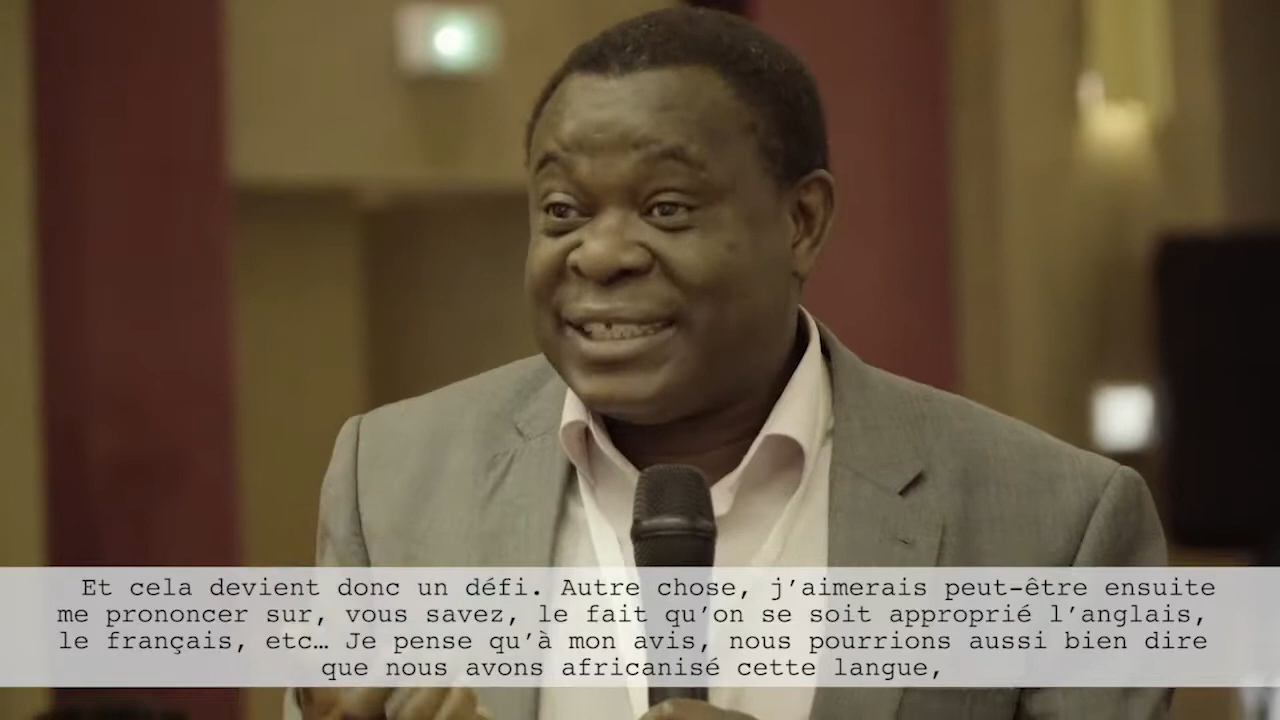 Et cela devient donc un défi. Autre chose, j’aimerais peut-être ensuite
me prononcer sur, vous savez, le fait qu’on se soit approprié l’anglais,
le français, etc… Je pense qu’à mon avis, nous pourrions aussi bien dire
que nous avons africanisé cette langue,